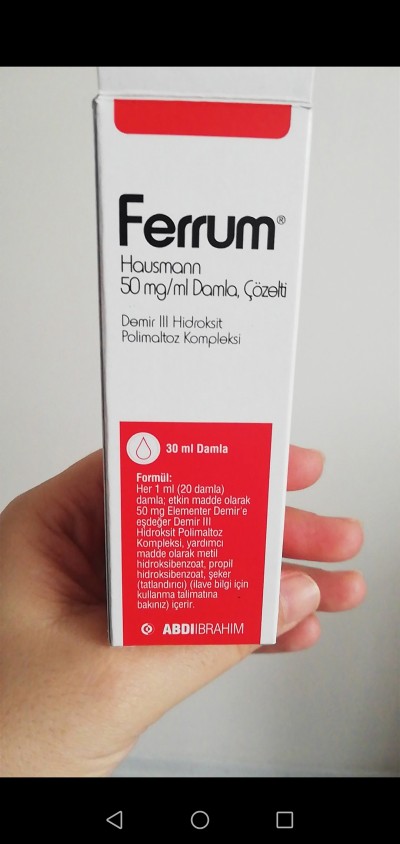 Ferrum®
Hausmann
50 mg/ml Damla, Çözelti
Demir III Hidroksit
Polimaltoz Kompleksi
30 ml Damla
Formül:
Her 1 ml (20 damla)
damla; etkin madde olarak
50 mg Elementer Demir'e
eşdeğer Demir III
Hidroksit Polimaltoz
Kompleksi, yardımcı
madde olarak metil
hidroksibenzoat, propil
hidroksibenzoat, şeker
(tatlandırıcı) (ilave bilgi için
kullanma talimatına
bakınız) içerir.
ABDİİBRAHİM